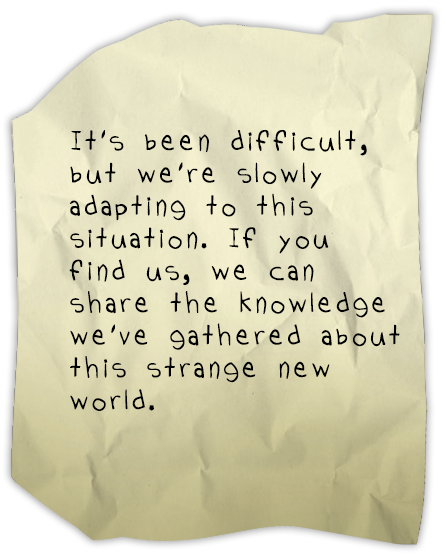 It's been difficult,
but we're slowly
adapting to this
situation. If you
find us, we can
share the knowledge
we've gathered about
this strange new
world.